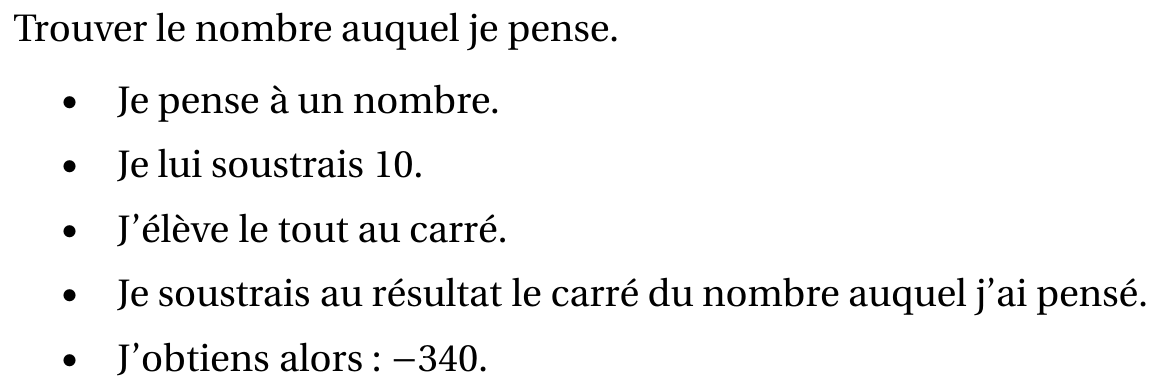 Trouver le nombre auquel je pense.
• Je pense à un nombre.
• Je lui soustrais 10.
• J’élève le tout au carré.
• Je soustrais au résultat le carré du nombre auquel j’ai pensé.
• J’obtiens alors : −340.